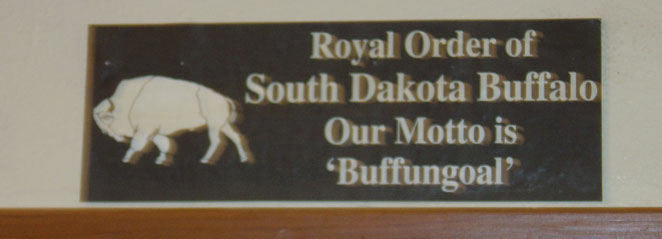 Royal Order of
South Dakota Buffalo
Our Motto is
‘Buffungoal’